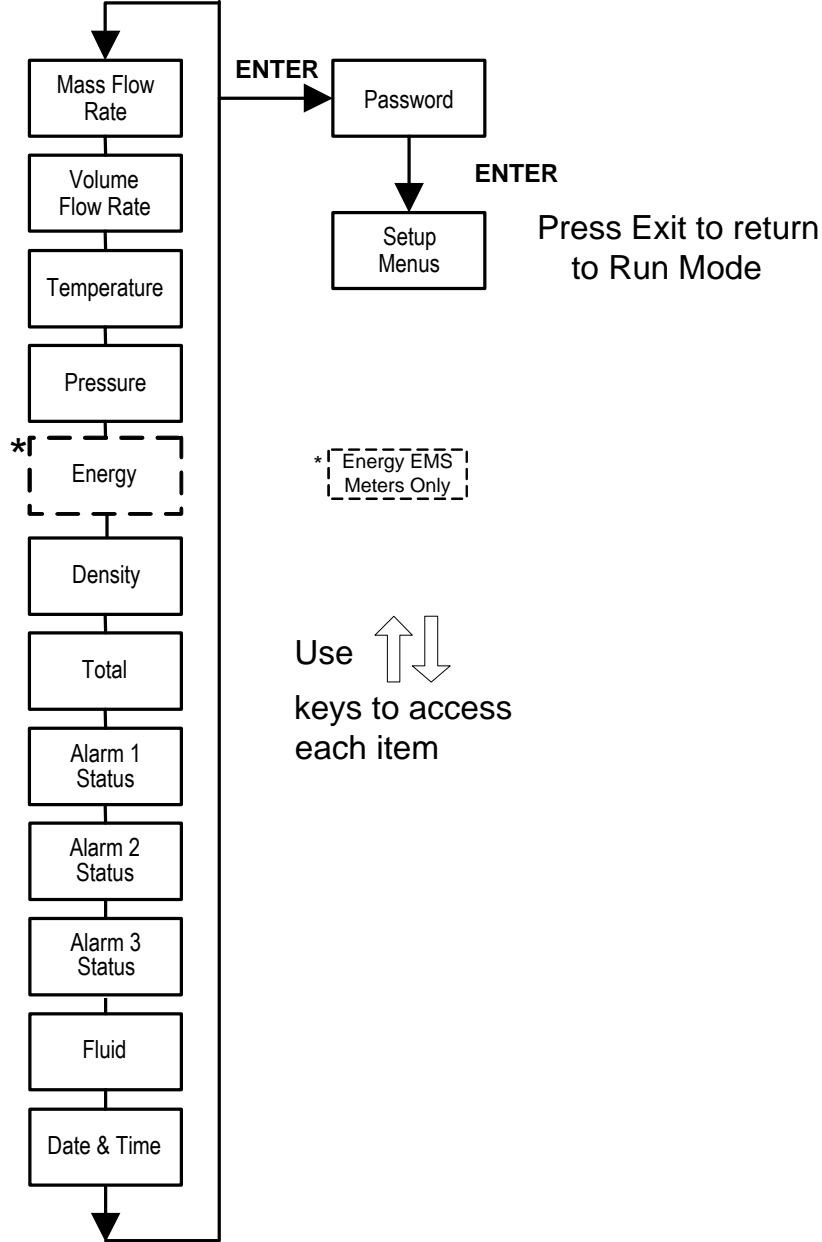 Mass Flow
Rate
Volume
Flow Rate
Temperature
Pressure
*
Energy
Density
Total
Alarm 1
Status
Alarm 2
Status
Alarm 3
Status
Fluid
Date & Time
ENTER
Password
ENTER
Setup
Menus
Press Exit to return
to Run Mode
* Energy EMS
Meters Only
Use
keys to access
each item